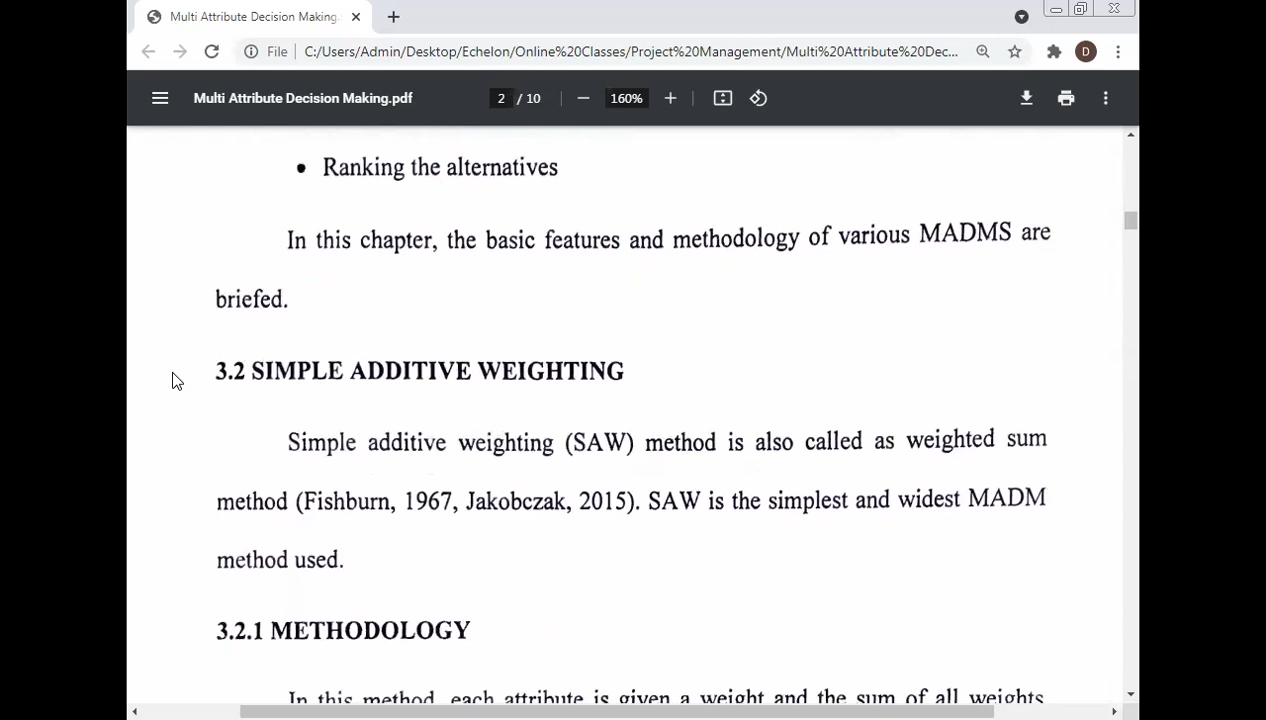 Multi Attribute Decision Making.
File C:/Users/Admin/Desktop/Echelon/Online%20Classes/Project%20Management/Multi%20Attribute%20Dec...
D
Multi Attribute Decision Making.pdf 2 / 10 160%
• Ranking the alternatives
In this chapter, the basic features and methodology of various MADMS are
briefed.
3.2 SIMPLE ADDITIVE WEIGHTING
Simple additive weighting (SAW) method is also called as weighted sum
method (Fishburn, 1967, Jakobczak, 2015). SAW is the simplest and widest MADM
method used.
3.2.1 METHODOLOGY
In this method, each attribute is given a weight and the sum of all weights